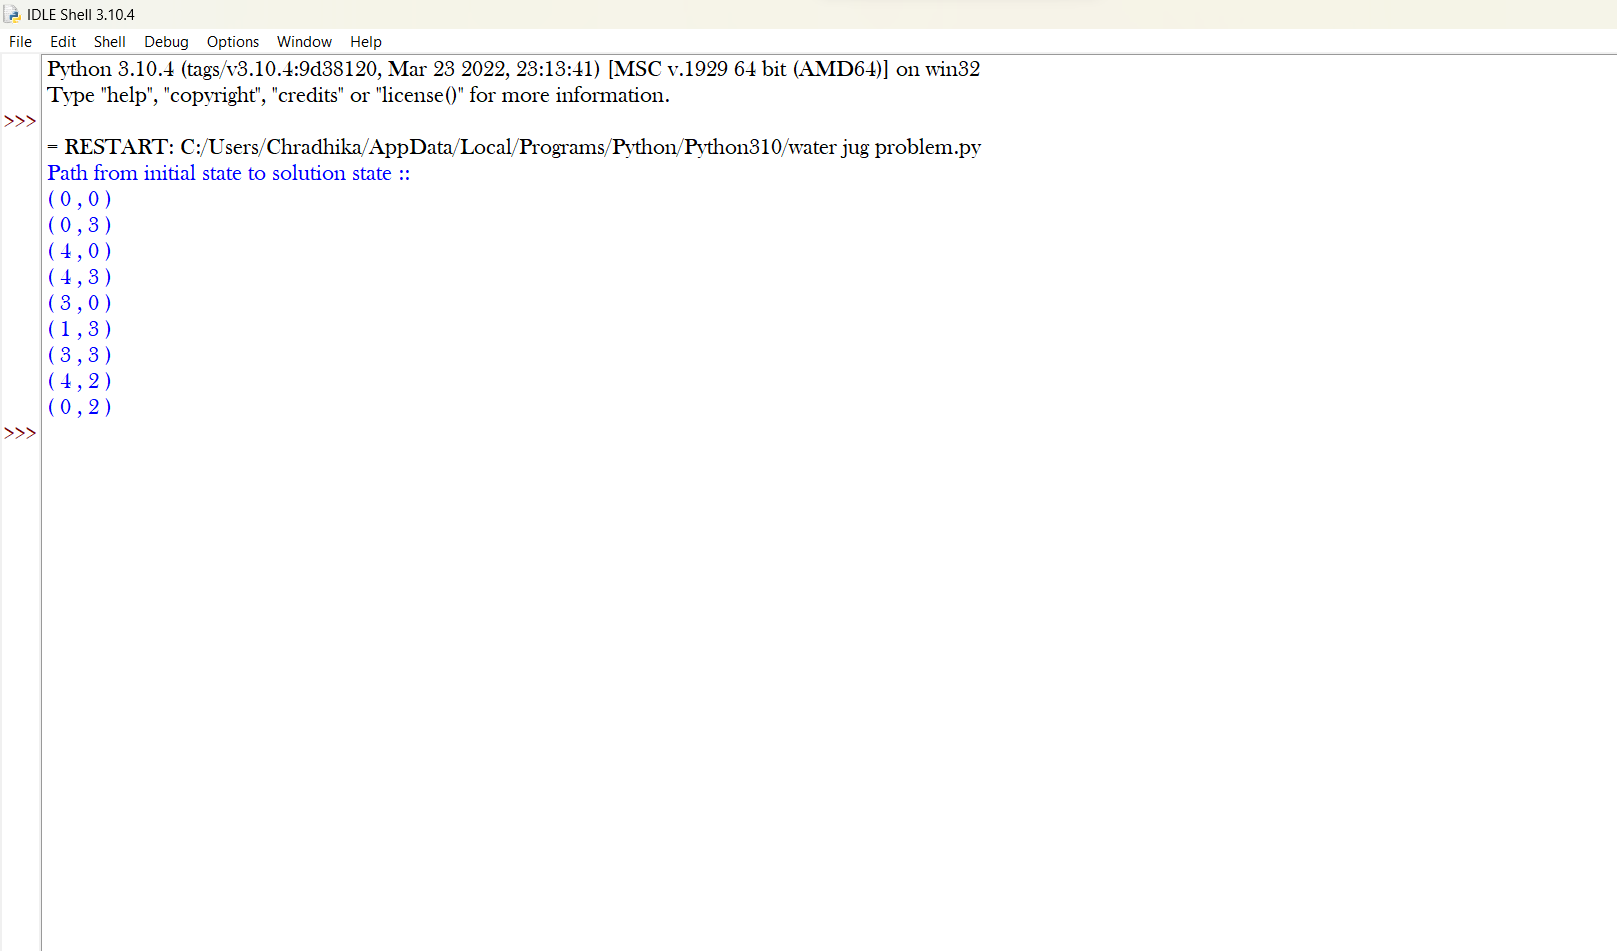 IDLE Shell 3.10.4
File Edit Shell Debug Options Window Help
Python 3.10.4 (tags/v3.10.4:9d38120, Mar 23 2022, 23:13:41) [MSC v.1929 64 bit (AMD64)] on win32
Type "help", "copyright", "credits" or "license()" for more information.
>>>
= RESTART: C:/Users/Chradhika/AppData/Local/Programs/Python/Python310/water jug problem.py
Path from initial state to solution state ::
( 0 , 0 )
( 0 , 3 )
( 4 , 0 )
( 4 , 3 )
( 3 , 0 )
( 1 , 3 )
( 3 , 3 )
( 4 , 2 )
( 0 , 2 )
>>>